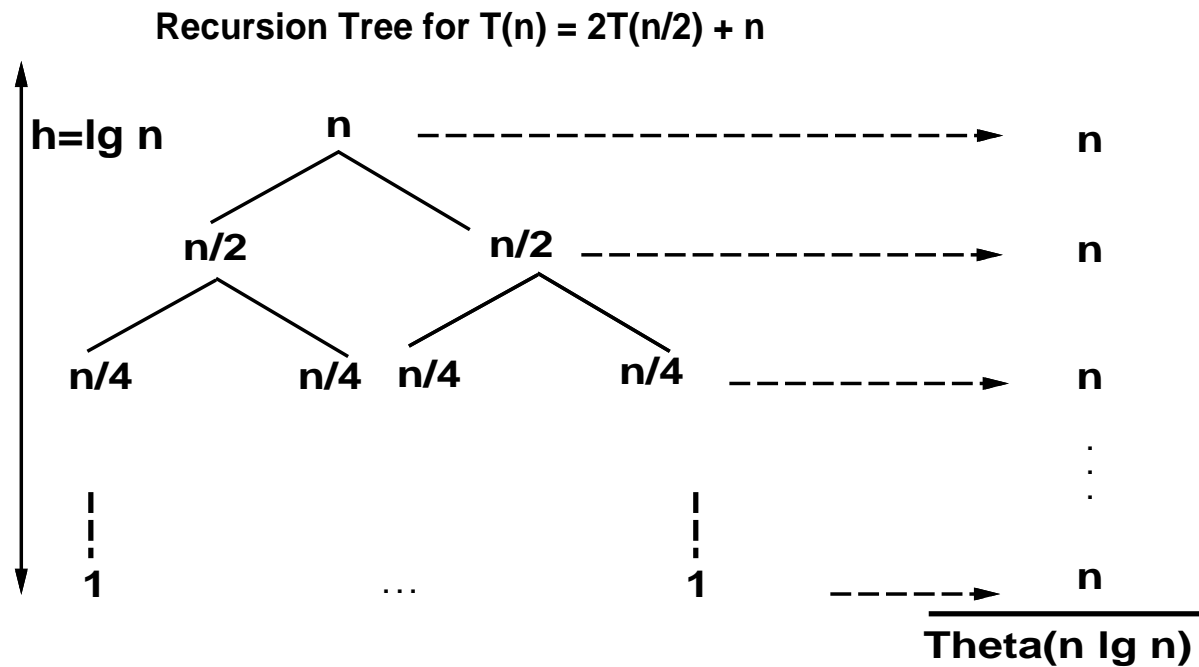 Recursion Tree for T(n) = 2T(n/2) + n
h=lg n n n
n/2 n/2 n
n/4 n/4 n/4 n/4 n
. . .
1 ... 1 n
Theta(n lg n)